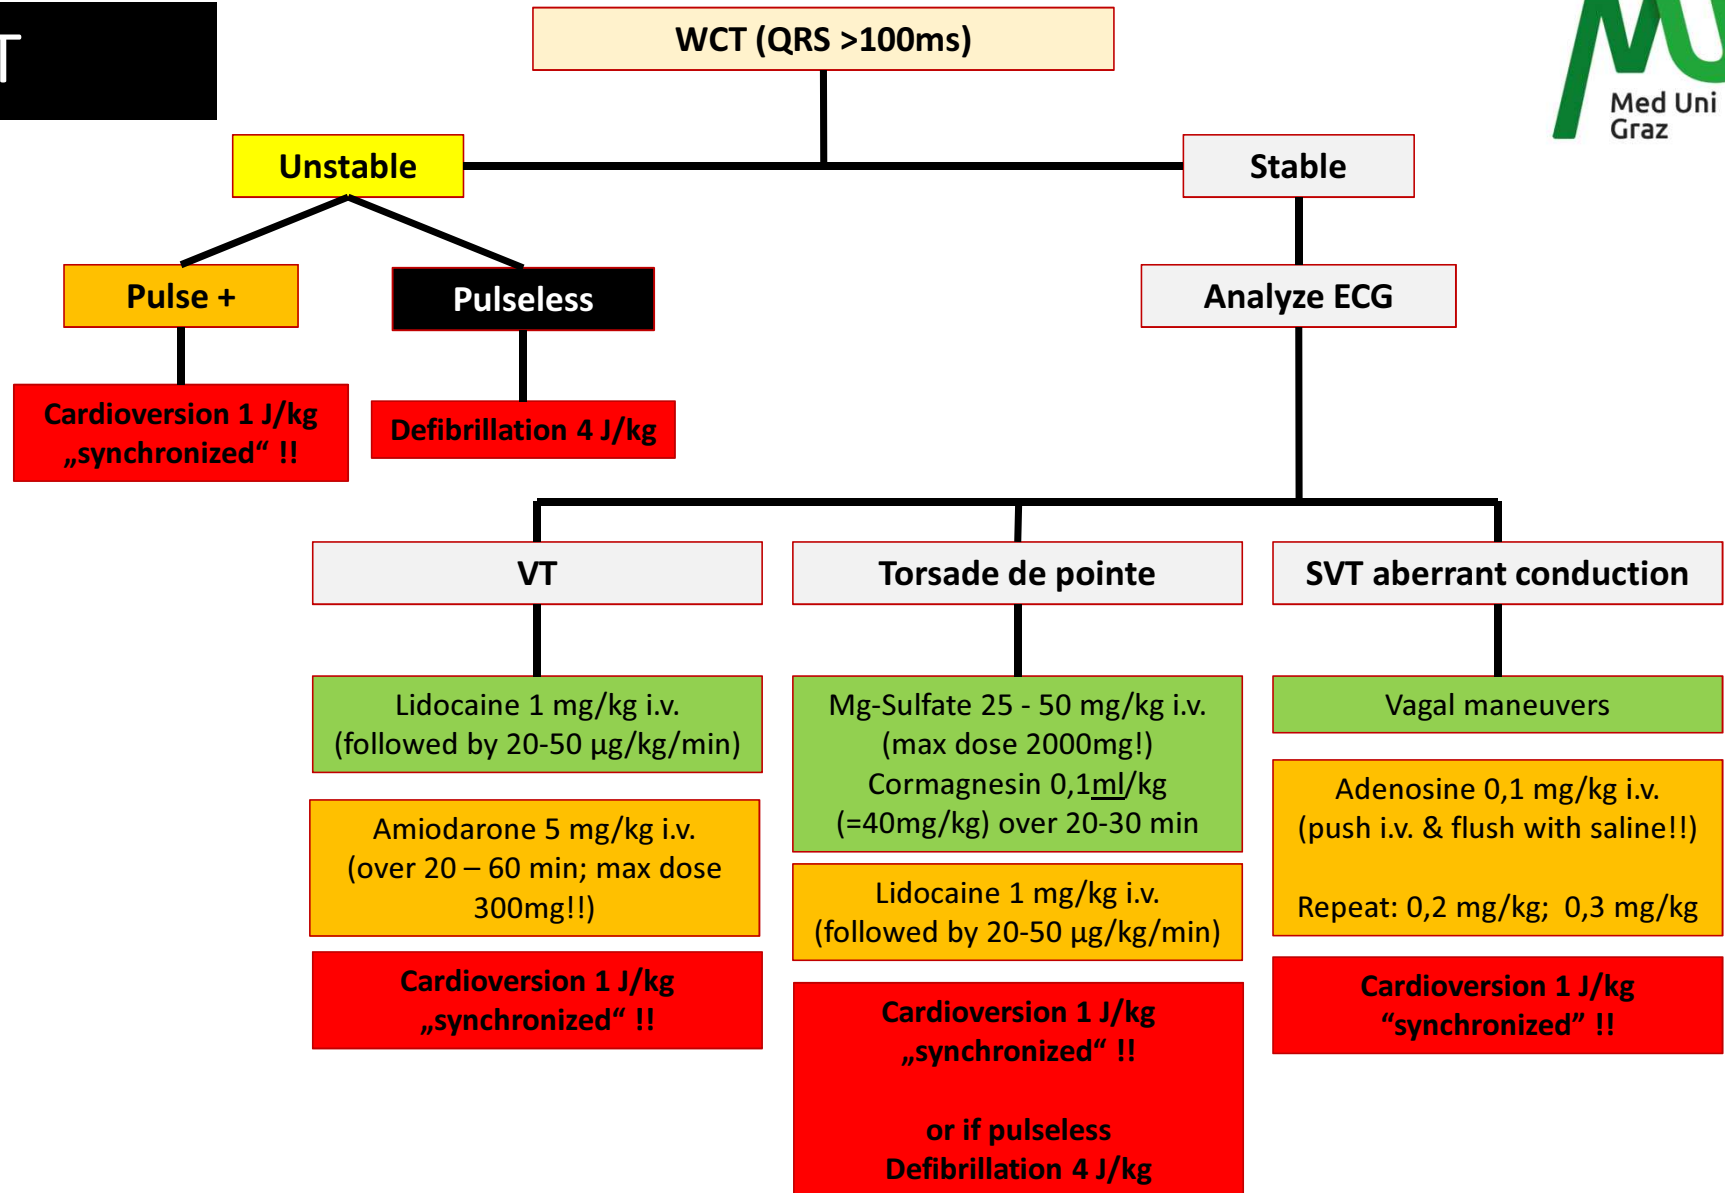 T
WCT (QRS >100ms)
Med Uni
Graz
Unstable
Stable
Pulse +
Pulseless
Analyze ECG
Cardioversion 1 J/kg
„synchronized“ !!
Defibrillation 4 J/kg
VT
Torsade de pointe
SVT aberrant conduction
Lidocaine 1 mg/kg i.v.
(followed by 20-50 µg/kg/min)
Amiodarone 5 mg/kg i.v.
(over 20 – 60 min; max dose
300mg!!)
Cardioversion 1 J/kg
„synchronized“ !!
Mg-Sulfate 25 - 50 mg/kg i.v.
(max dose 2000mg!)
Cormagnesin 0,1ml/kg
(=40mg/kg) over 20-30 min
Lidocaine 1 mg/kg i.v.
(followed by 20-50 µg/kg/min)
Cardioversion 1 J/kg
„synchronized“ !!
or if pulseless
Defibrillation 4 J/kg
Vagal maneuvers
Adenosine 0,1 mg/kg i.v.
(push i.v. & flush with saline!!)
Repeat: 0,2 mg/kg; 0,3 mg/kg
Cardioversion 1 J/kg
“synchronized” !!